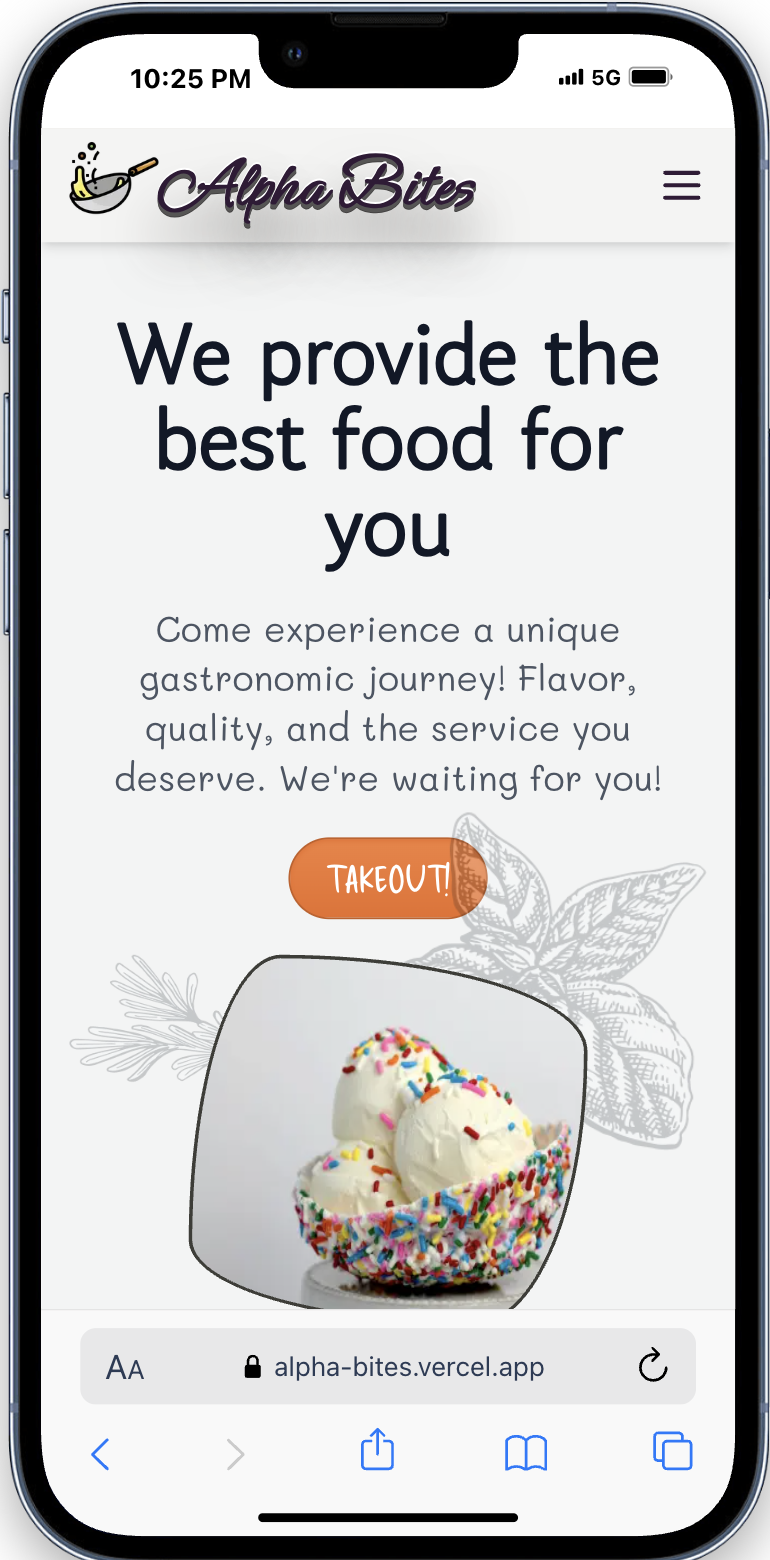 10:25 PM 5G
Alpha Bites
We provide the
best food for
you
Come experience a unique
gastronomic journey! Flavor,
quality, and the service you
deserve. We're waiting for you!
TAKEOUT!
AA alpha-bites.vercel.app